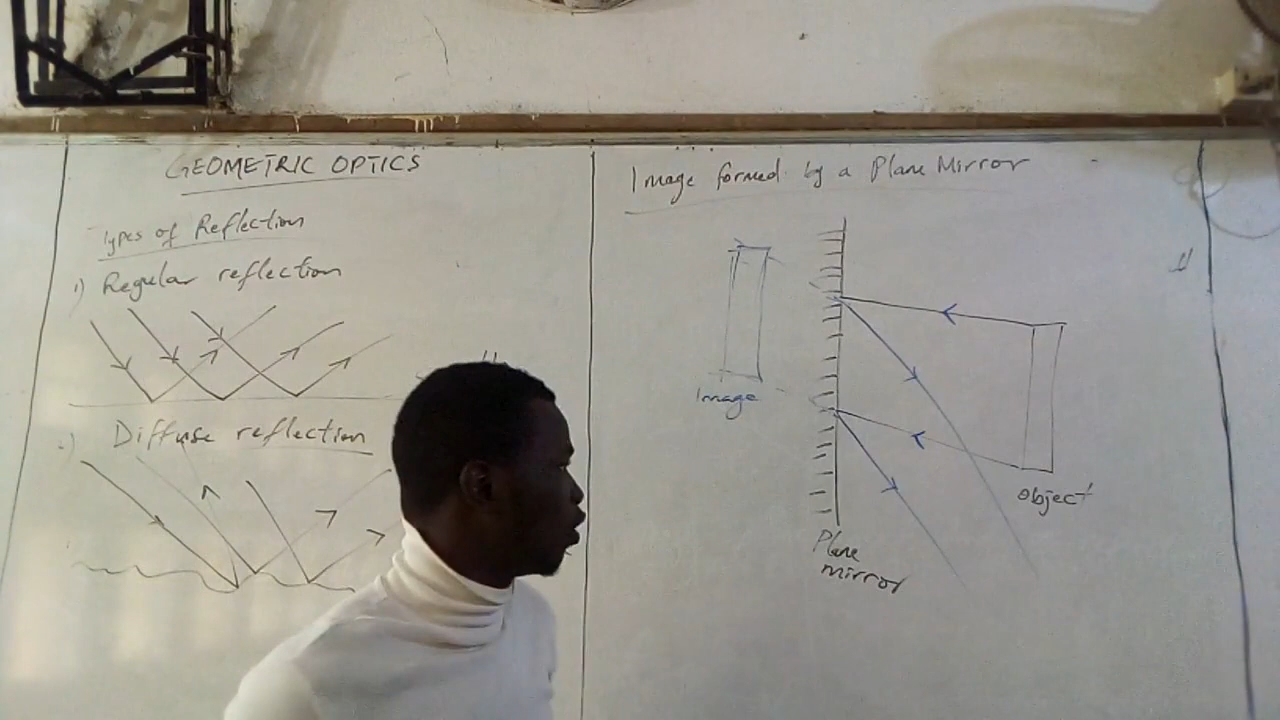 GEOMETRIC OPTICS
Types of Reflection
1) Regular reflection
2) Diffuse reflection
Image formed by a Plane Mirror
Image
Object
Plane
mirror